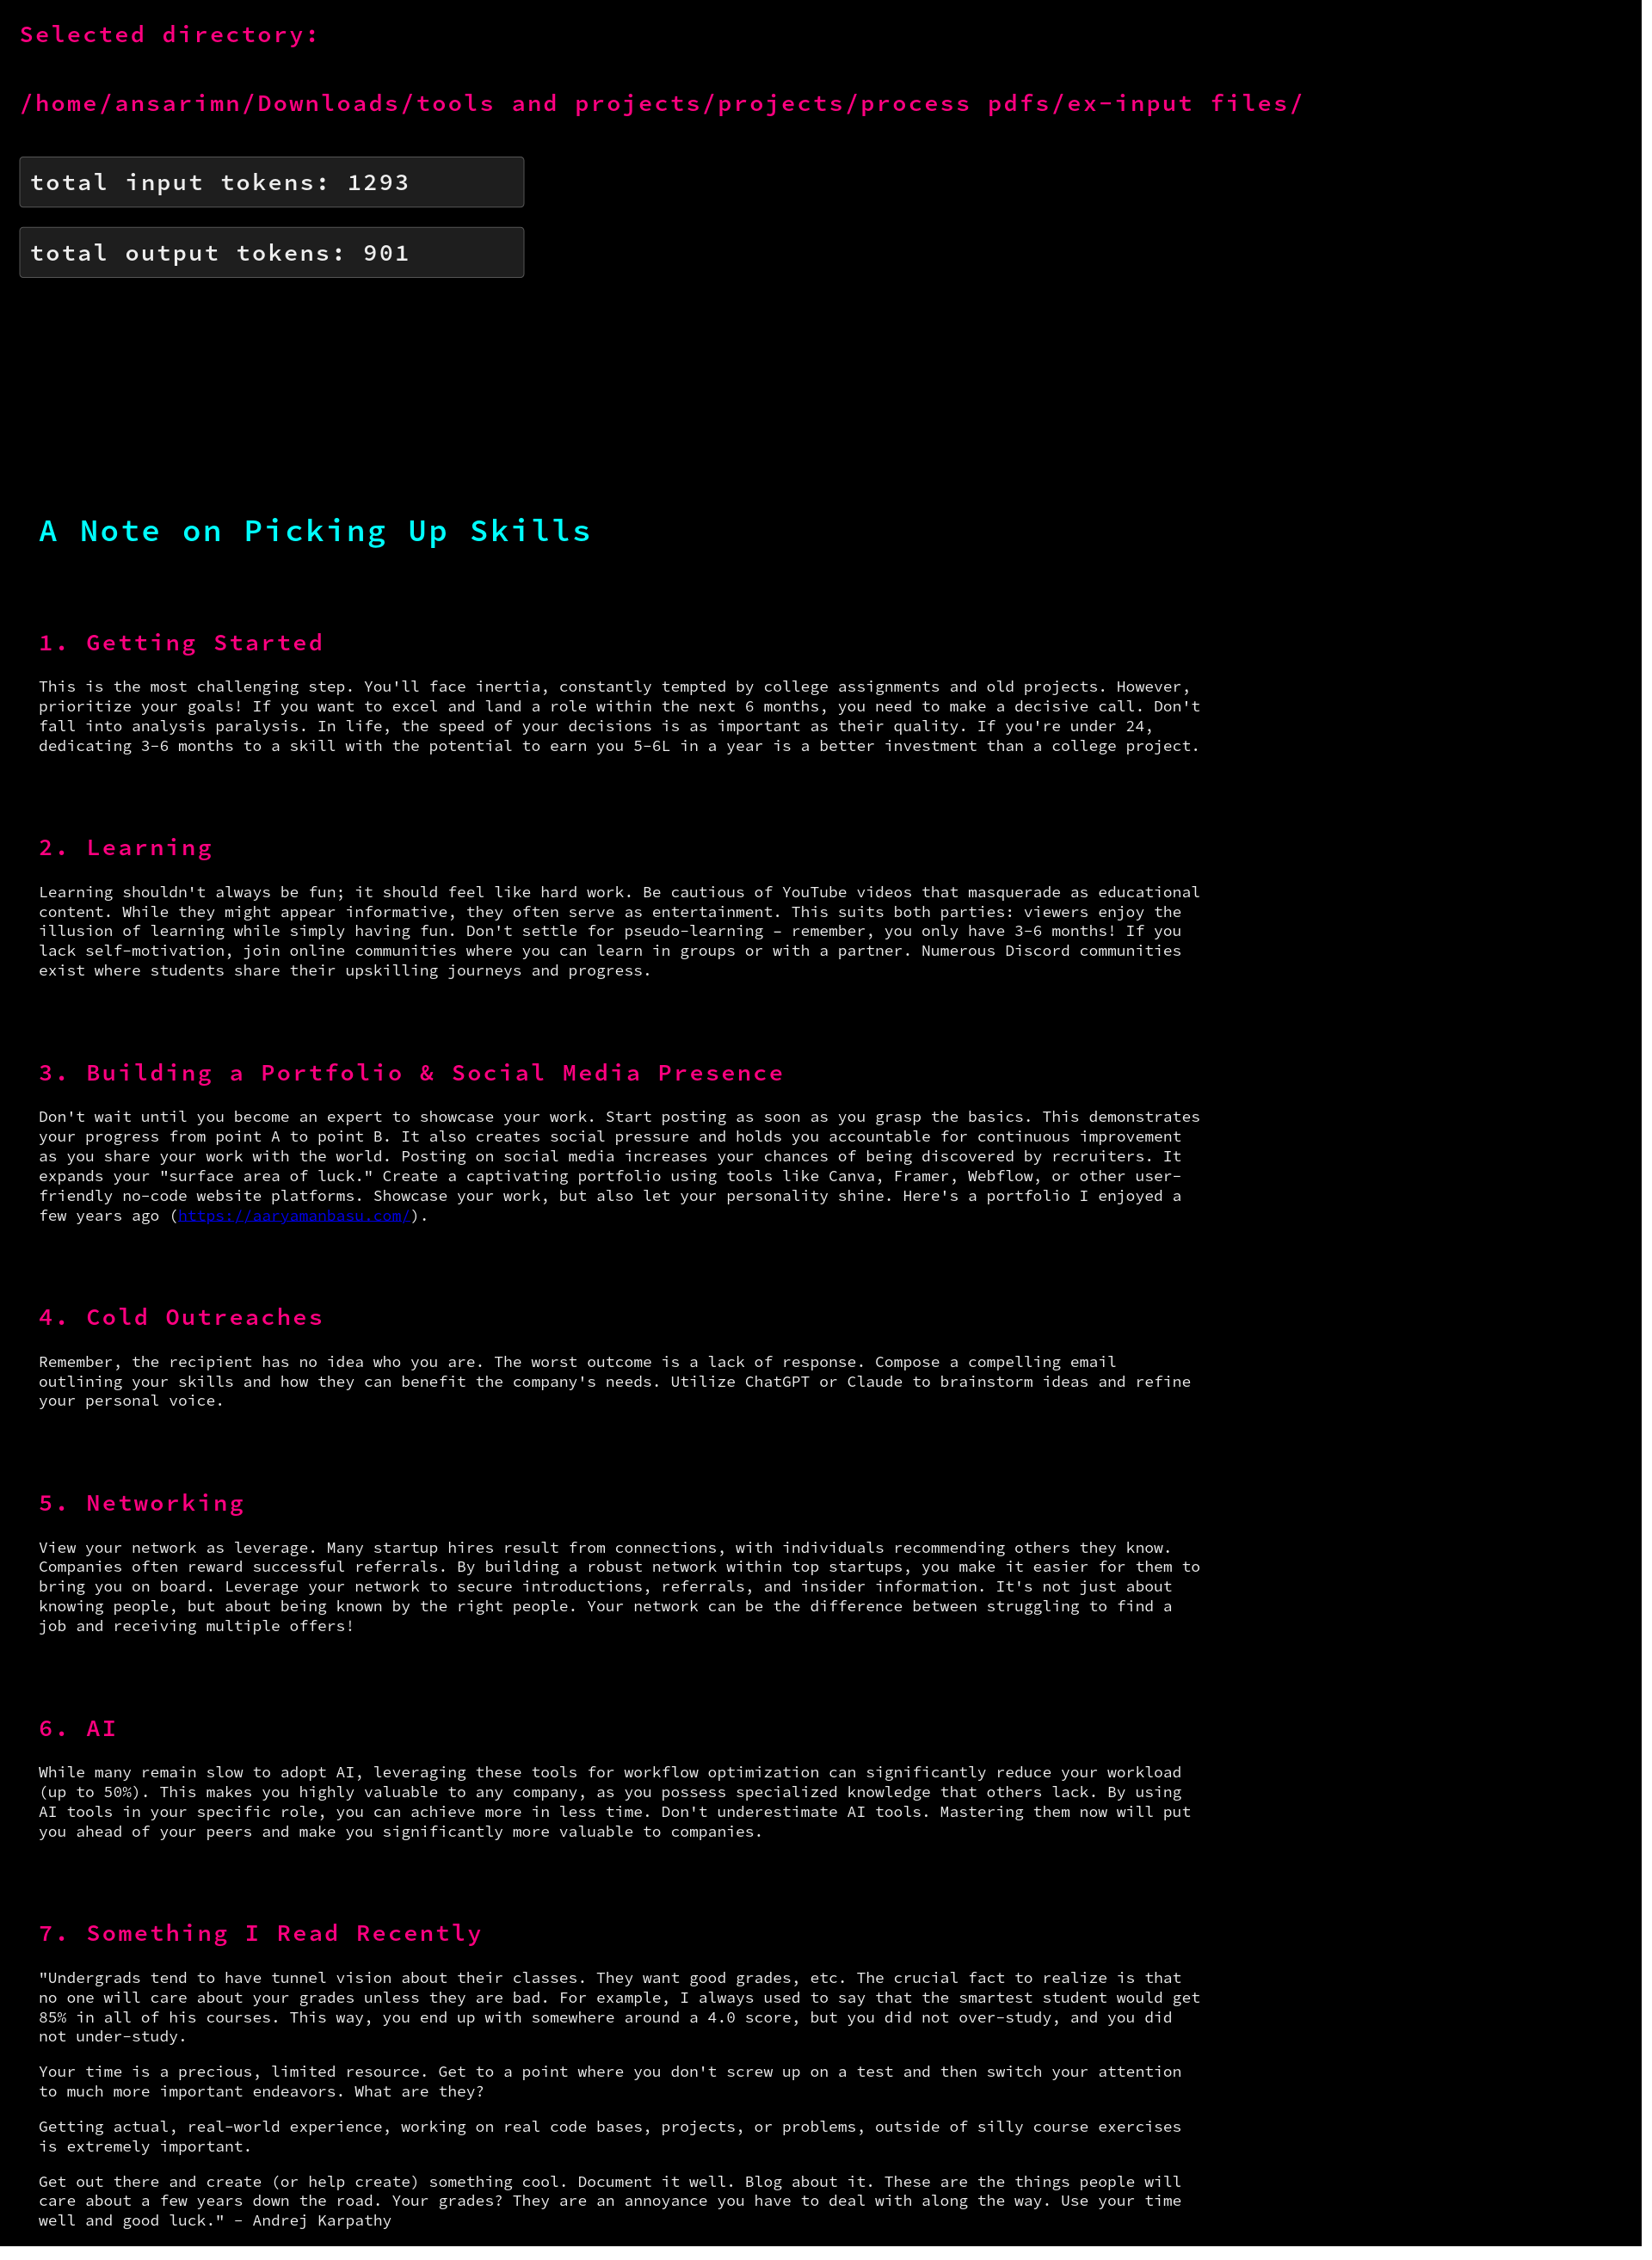 Selected directory:
/home/ansarimn/Downloads/tools and projects/projects/process pdfs/ex-input files/
total input tokens: 1293
total output tokens: 901
A Note on Picking Up Skills
1. Getting Started
This is the most challenging step. You'll face inertia, constantly tempted by college assignments and old projects. However,
prioritize your goals! If you want to excel and land a role within the next 6 months, you need to make a decisive call. Don't
fall into analysis paralysis. In life, the speed of your decisions is as important as their quality. If you're under 24,
dedicating 3-6 months to a skill with the potential to earn you 5-6L in a year is a better investment than a college project.
2. Learning
Learning shouldn't always be fun; it should feel like hard work. Be cautious of YouTube videos that masquerade as educational
content. While they might appear informative, they often serve as entertainment. This suits both parties: viewers enjoy the
illusion of learning while simply having fun. Don't settle for pseudo-learning – remember, you only have 3-6 months! If you
lack self-motivation, join online communities where you can learn in groups or with a partner. Numerous Discord communities
exist where students share their upskilling journeys and progress.
3. Building a Portfolio & Social Media Presence
Don't wait until you become an expert to showcase your work. Start posting as soon as you grasp the basics. This demonstrates
your progress from point A to point B. It also creates social pressure and holds you accountable for continuous improvement
as you share your work with the world. Posting on social media increases your chances of being discovered by recruiters. It
expands your "surface area of luck." Create a captivating portfolio using tools like Canva, Framer, Webflow, or other user-
friendly no-code website platforms. Showcase your work, but also let your personality shine. Here's a portfolio I enjoyed a
few years ago (https://aaryamanbasu.com/).
4. Cold Outreaches
Remember, the recipient has no idea who you are. The worst outcome is a lack of response. Compose a compelling email
outlining your skills and how they can benefit the company's needs. Utilize ChatGPT or Claude to brainstorm ideas and refine
your personal voice.
5. Networking
View your network as leverage. Many startup hires result from connections, with individuals recommending others they know.
Companies often reward successful referrals. By building a robust network within top startups, you make it easier for them to
bring you on board. Leverage your network to secure introductions, referrals, and insider information. It's not just about
knowing people, but about being known by the right people. Your network can be the difference between struggling to find a
job and receiving multiple offers!
6. AI
While many remain slow to adopt AI, leveraging these tools for workflow optimization can significantly reduce your workload
(up to 50%). This makes you highly valuable to any company, as you possess specialized knowledge that others lack. By using
AI tools in your specific role, you can achieve more in less time. Don't underestimate AI tools. Mastering them now will put
you ahead of your peers and make you significantly more valuable to companies.
7. Something I Read Recently
"Undergrads tend to have tunnel vision about their classes. They want good grades, etc. The crucial fact to realize is that
no one will care about your grades unless they are bad. For example, I always used to say that the smartest student would get
85% in all of his courses. This way, you end up with somewhere around a 4.0 score, but you did not over-study, and you did
not under-study.
Your time is a precious, limited resource. Get to a point where you don't screw up on a test and then switch your attention
to much more important endeavors. What are they?
Getting actual, real-world experience, working on real code bases, projects, or problems, outside of silly course exercises
is extremely important.
Get out there and create (or help create) something cool. Document it well. Blog about it. These are the things people will
care about a few years down the road. Your grades? They are an annoyance you have to deal with along the way. Use your time
well and good luck." - Andrej Karpathy